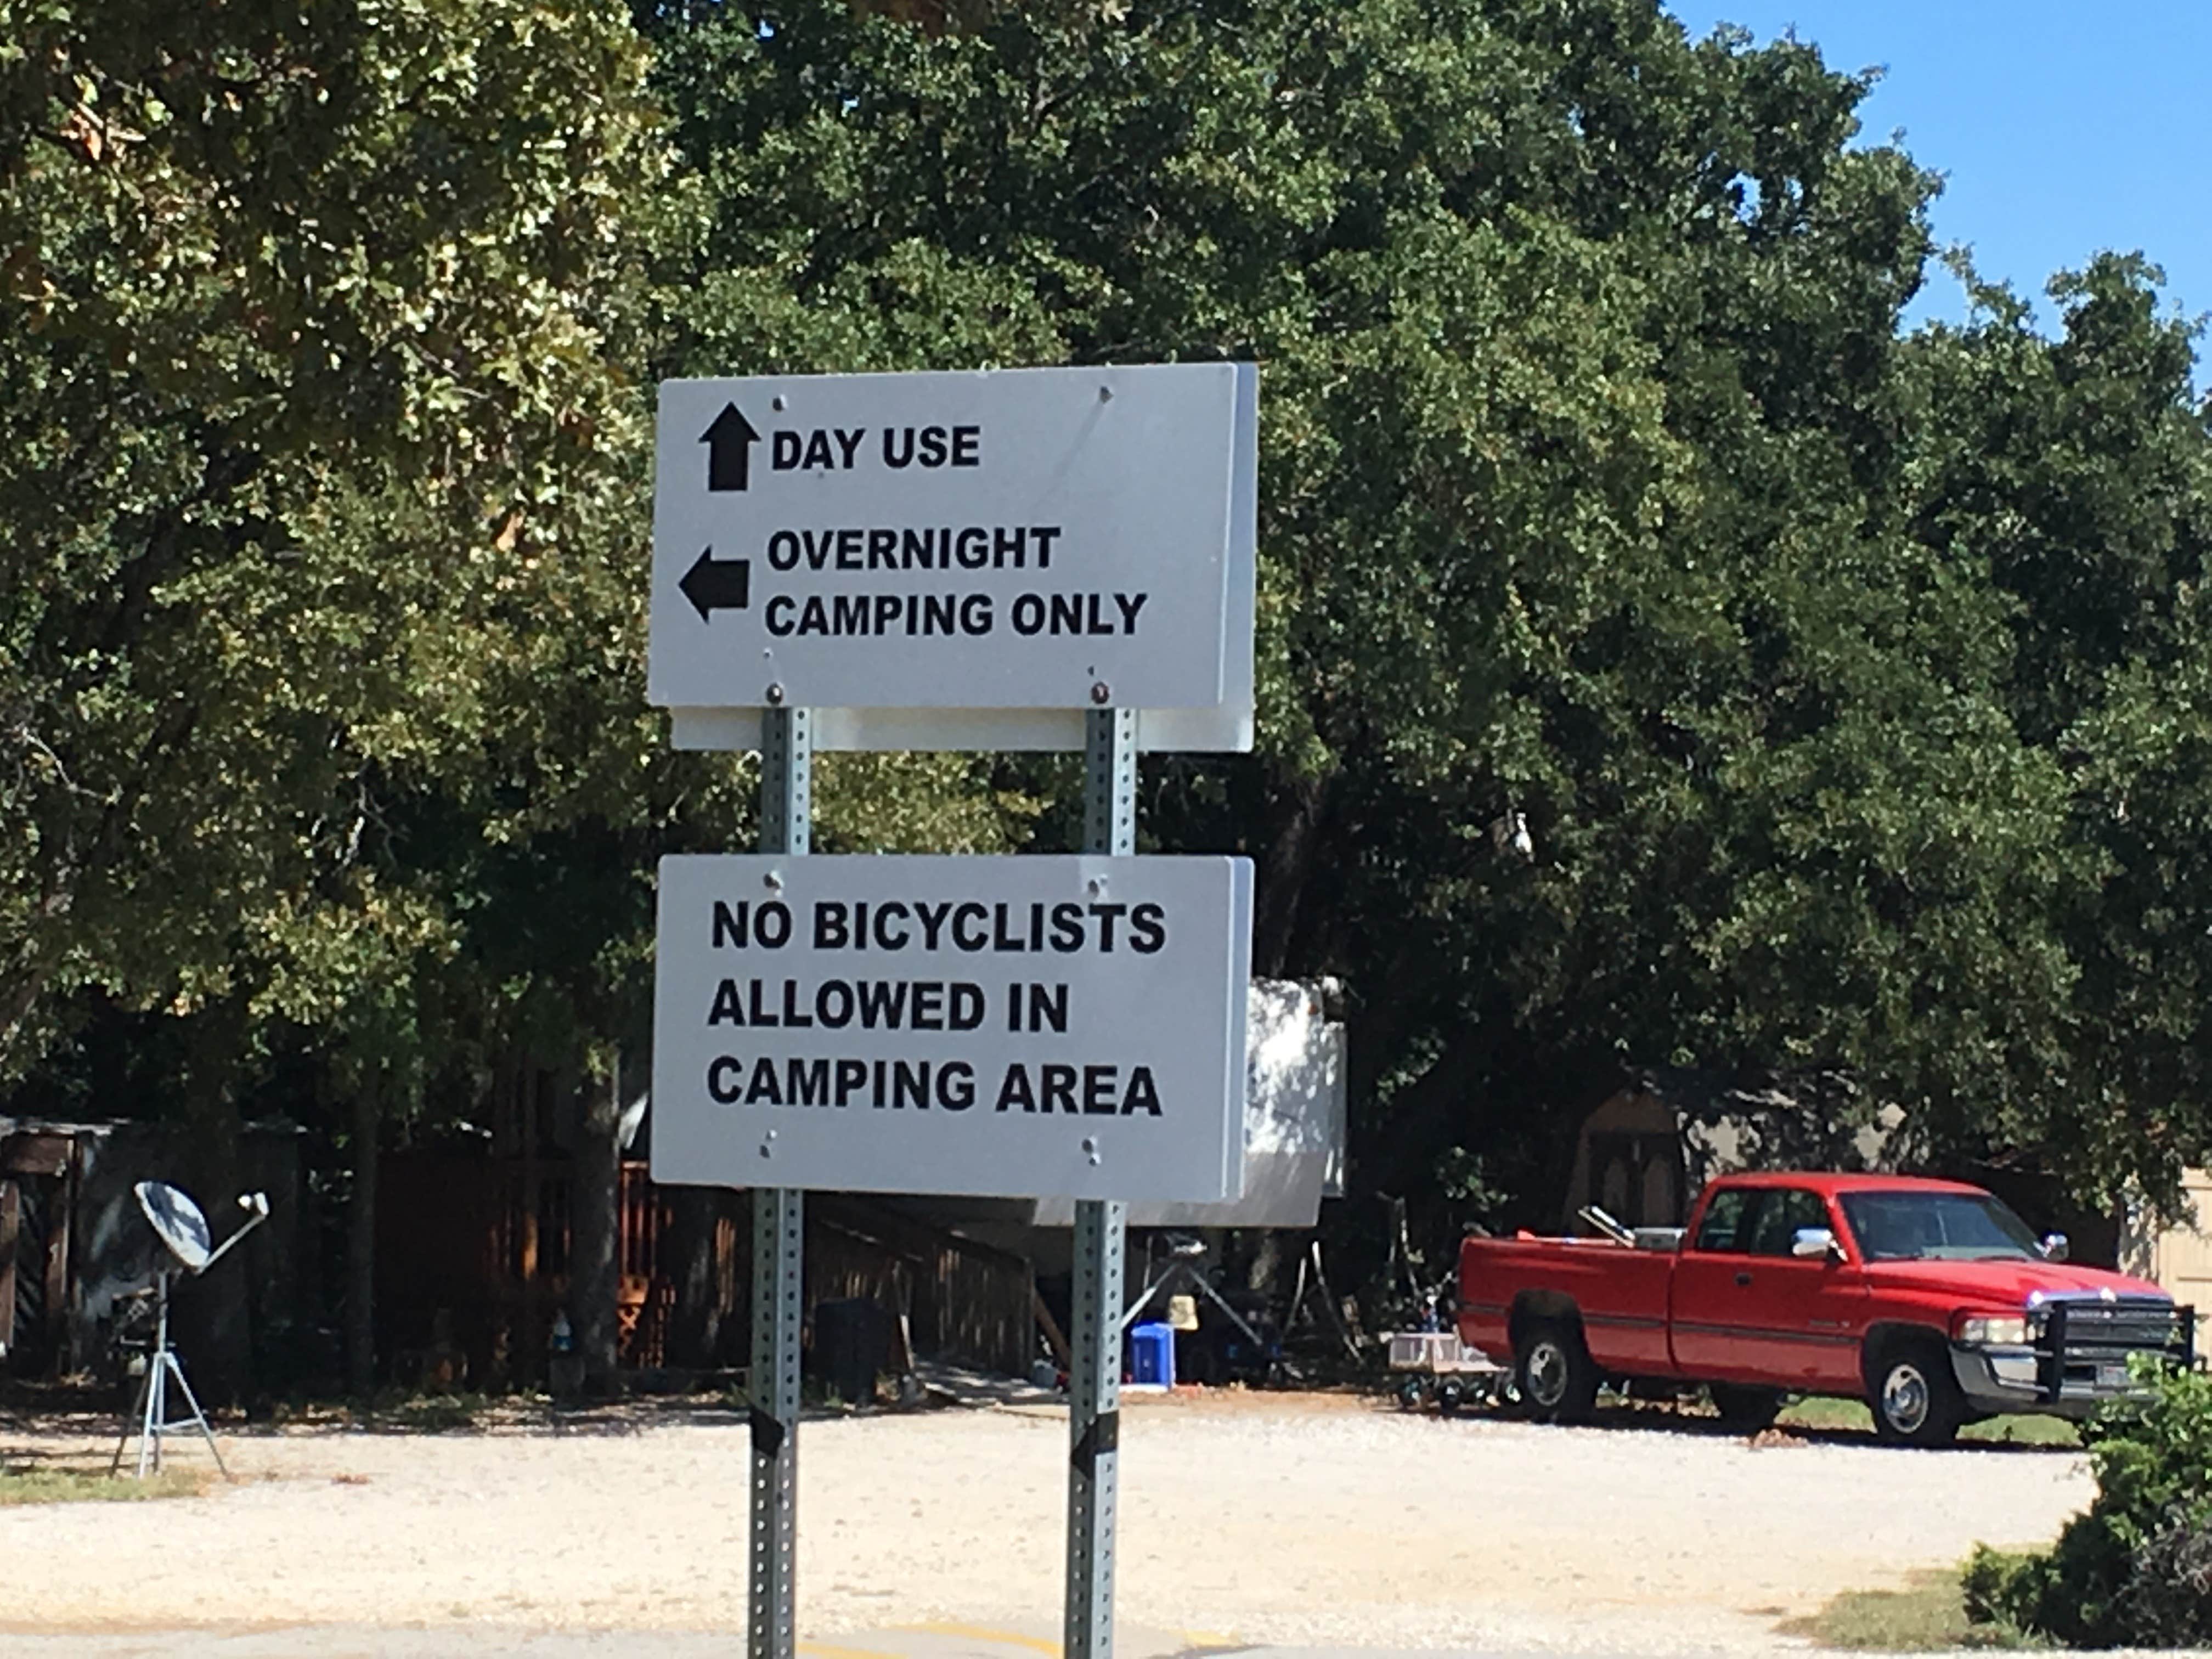 DAY USE
OVERNIGHT
CAMPING ONLY
NO BICYCLISTS
ALLOWED IN
CAMPING AREA